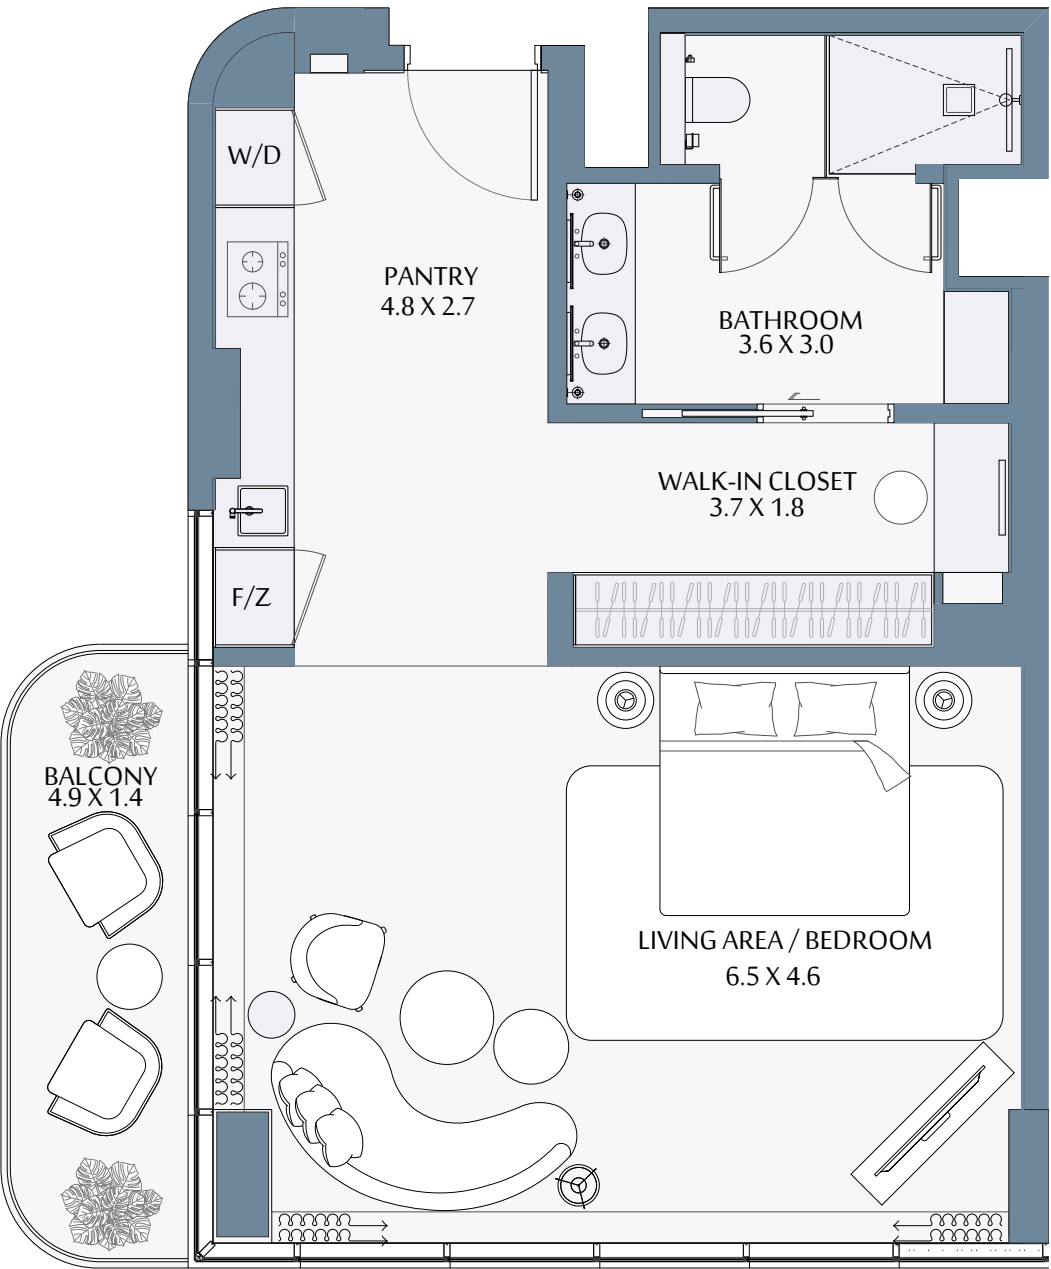 W/D
PANTRY
4.8 X 2.7
BATHROOM
3.6 X 3.0
WALK-IN CLOSET
3.7 X 1.8
F/Z
BALCONY
4.9 X 1.4
LIVING AREA / BEDROOM
6.5 X 4.6